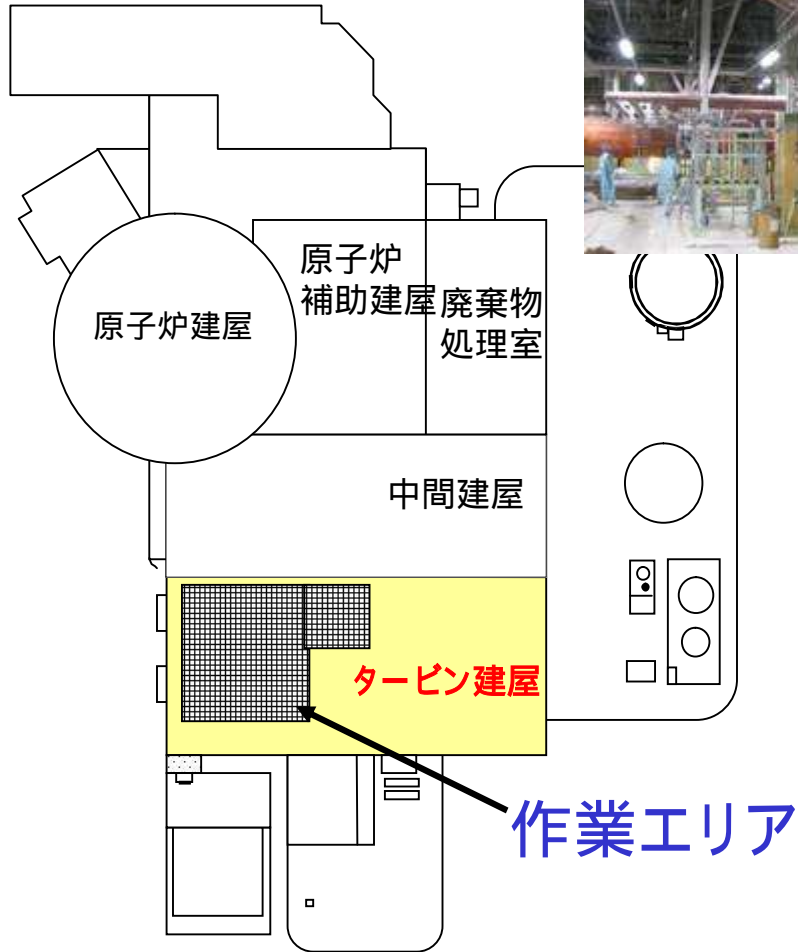 原子炉建屋
原子炉
補助建屋
廃棄物
処理室
中間建屋
タービン建屋
作業エリア